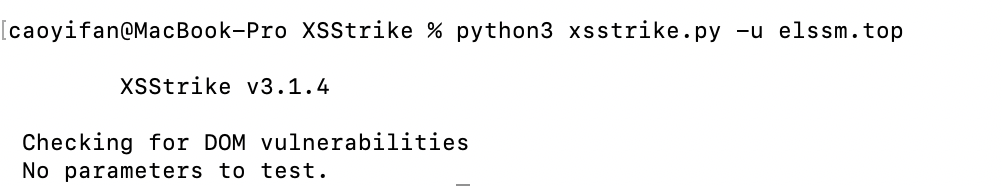 [caoyifan@MacBook-Pro XSStrike % python3 xsstrike.py -u elssm.top
XSStrike v3.1.4
Checking for DOM vulnerabilities
No parameters to test.